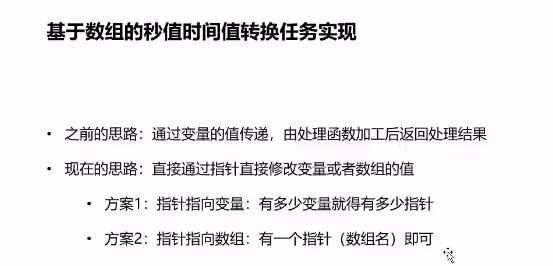 基于数组的秒值时间值转换任务实现
• 之前的思路：通过变量的值传递，由处理函数加工后返回处理结果
• 现在的思路：直接通过指针直接修改变量或者数组的值
• 方案1：指针指向变量：有多少变量就得有多少指针
• 方案2：指针指向数组：有一个指针（数组名）即可